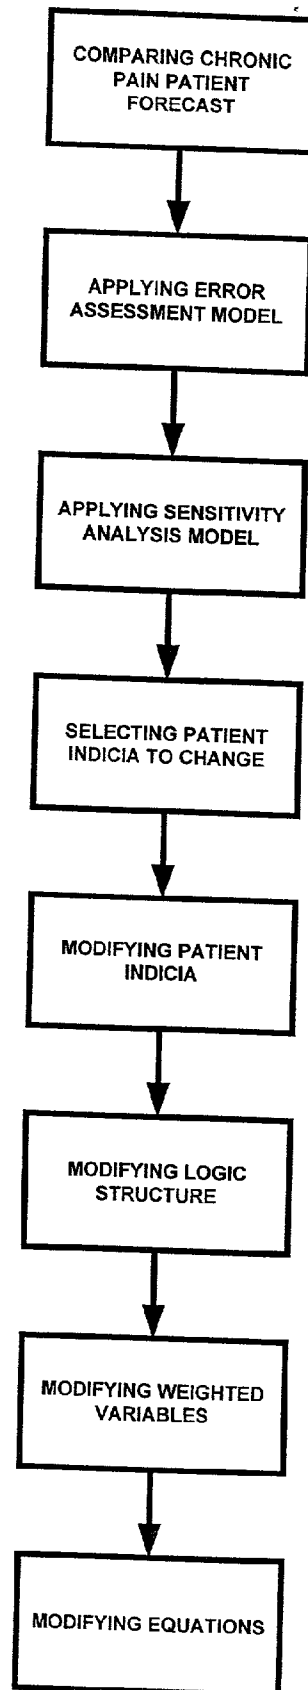 COMPARING CHRONIC
PAIN PATIENT
FORECAST
APPLYING ERROR
ASSESSMENT MODEL
APPLYING SENSITIVITY
ANALYSIS MODEL
SELECTING PATIENT
INDICIA TO CHANGE
MODIFYING PATIENT
INDICIA
MODIFYING LOGIC
STRUCTURE
MODIFYING WEIGHTED
VARIABLES
MODIFYING EQUATIONS